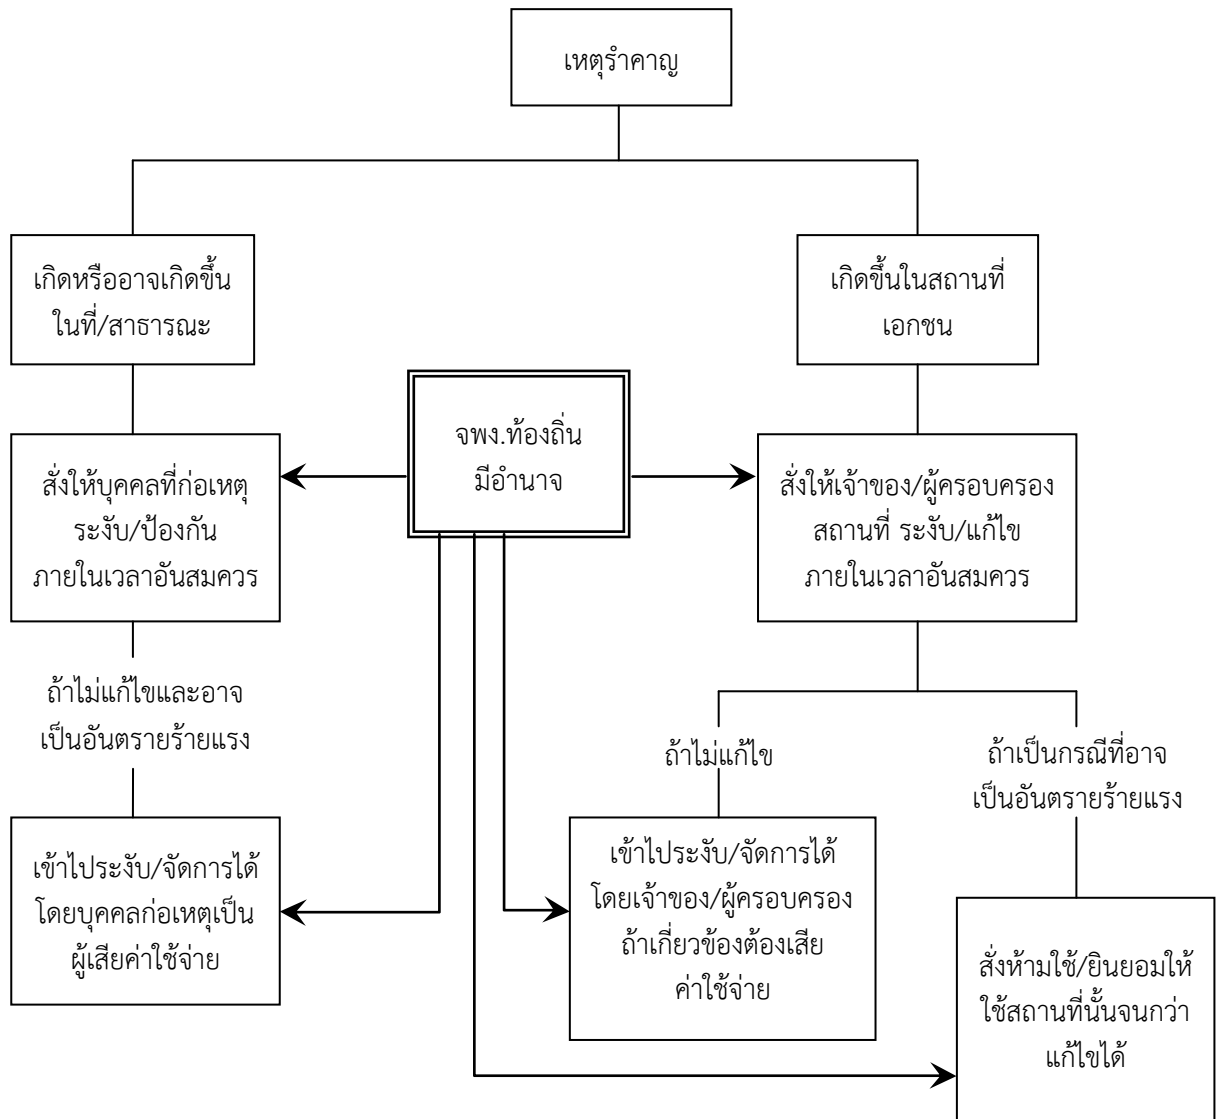 เหตุรำคาญ
เกิดหรืออาจเกิดขึ้น
ในที่/สาธารณะ
เกิดขึ้นในสถานที่
เอกชน
จพง.ท้องถิ่น
มีอำนาจ
สั่งให้บุคคลที่ก่อเหตุ
ระงับ/ป้องกัน
ภายในเวลาอันสมควร
สั่งให้เจ้าของ/ผู้ครอบครอง
สถานที่ ระงับ/แก้ไข
ภายในเวลาอันสมควร
ถ้าไม่แก้ไขและอาจ
เป็นอันตรายร้ายแรง
ถ้าไม่แก้ไข
ถ้าเป็นกรณีที่อาจ
เป็นอันตรายร้ายแรง
เข้าไประงับ/จัดการได้
โดยบุคคลก่อเหตุเป็น
ผู้เสียค่าใช้จ่าย
เข้าไประงับ/จัดการได้
โดยเจ้าของ/ผู้ครอบครอง
ถ้าเกี่ยวข้องต้องเสีย
ค่าใช้จ่าย
สั่งห้ามใช้/ยินยอมให้
ใช้สถานที่นั้นจนกว่า
แก้ไขได้